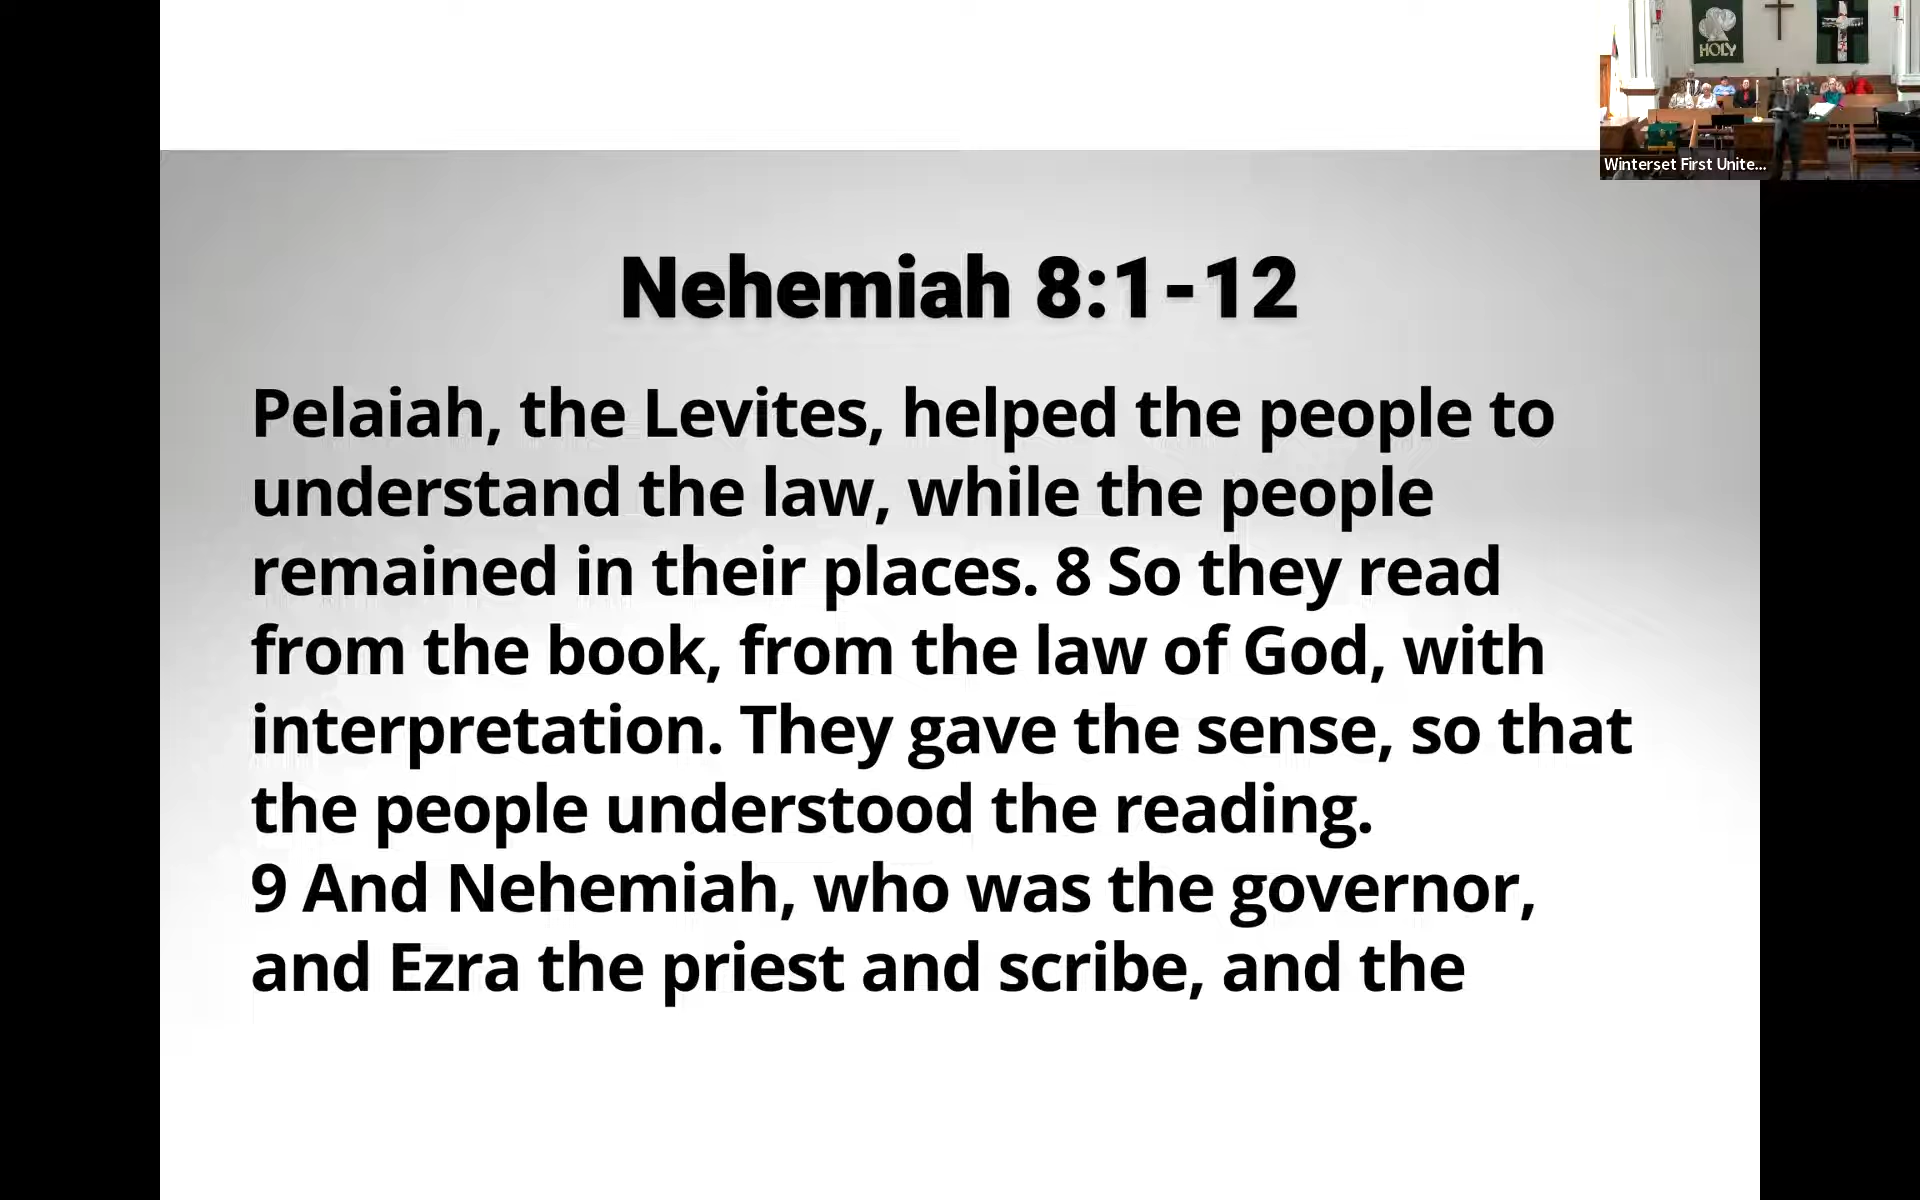 HOLY
Winterset First Unite...
Nehemiah 8:1-12
Pelaiah, the Levites, helped the people to
understand the law, while the people
remained in their places. 8 So they read
from the book, from the law of God, with
interpretation. They gave the sense, so that
the people understood the reading.
9 And Nehemiah, who was the governor,
and Ezra the priest and scribe, and the